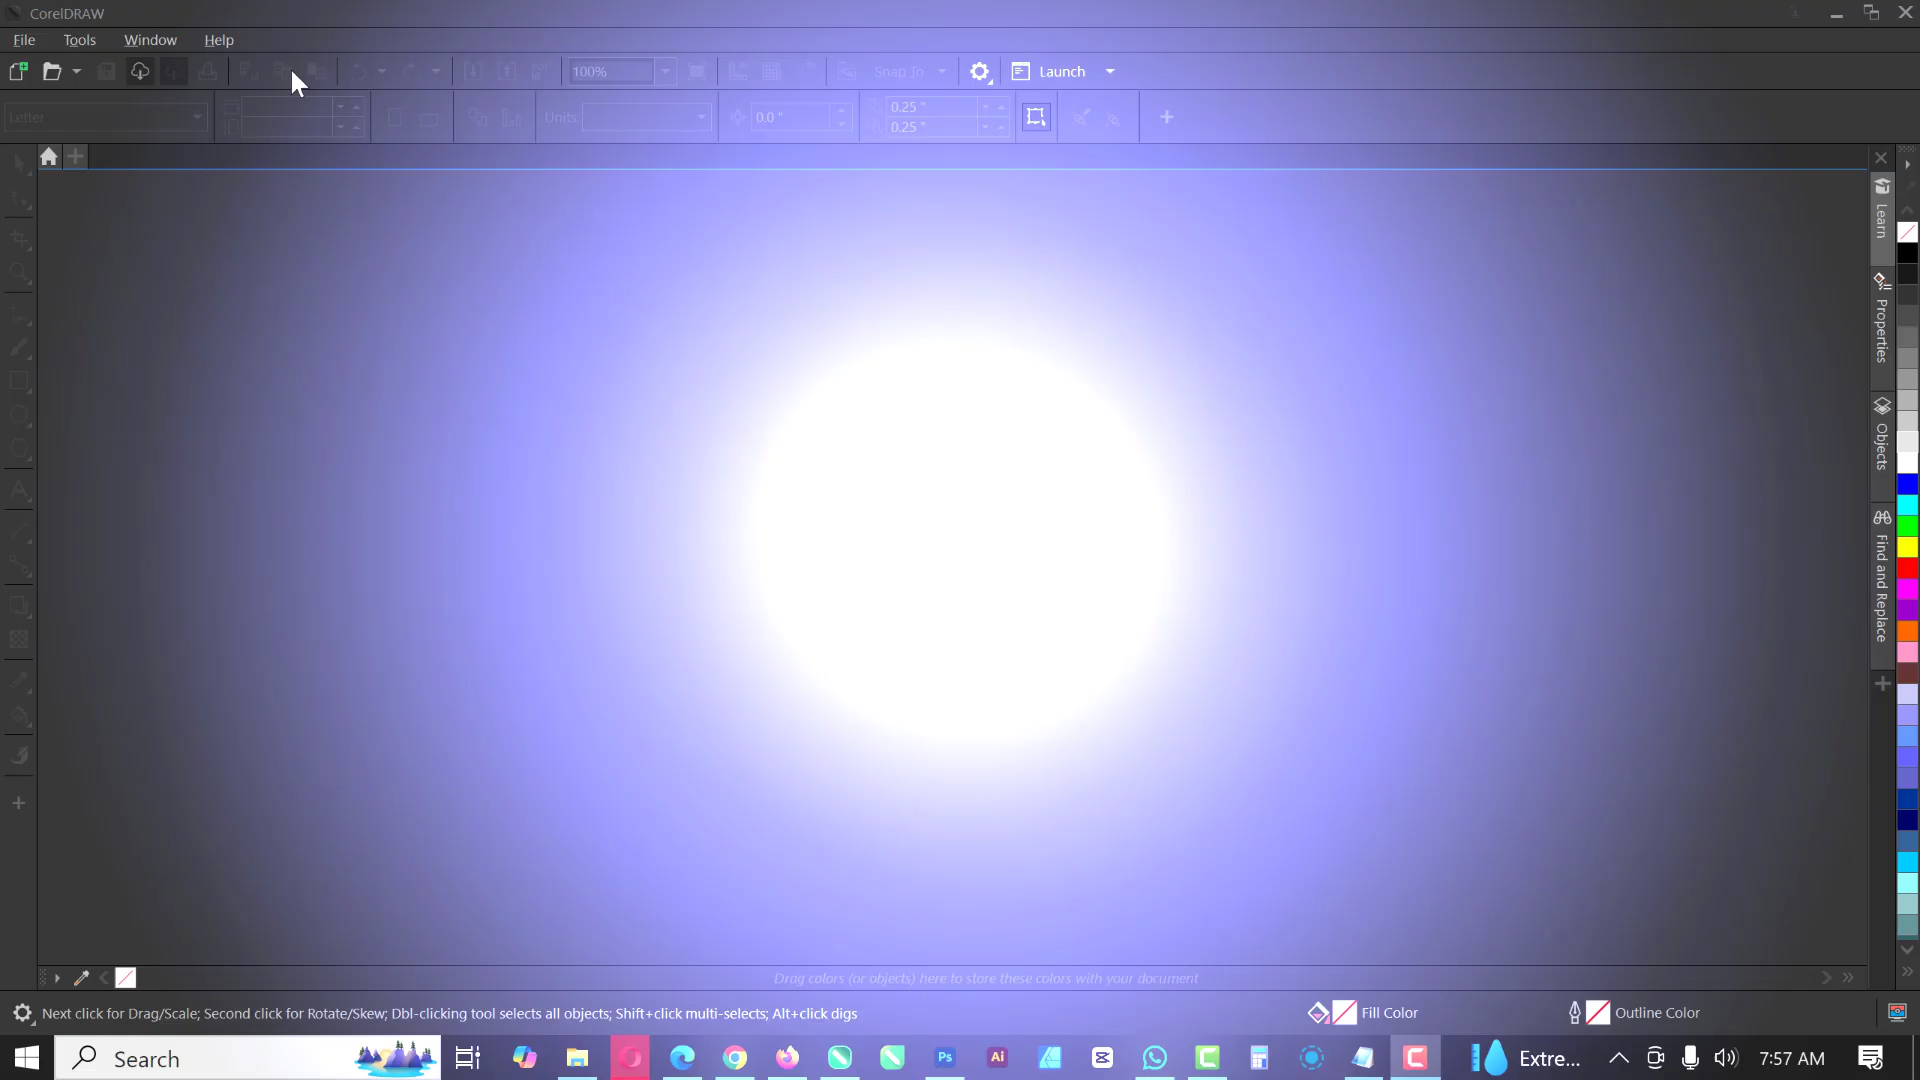 CorelDRAW
File Tools Window Help
100% Snap To Launch
Letter Units: 0.0 " 0.25 "
0.25 "
Learn
Properties
Objects
Find and Replace
Drag colors (or objects) here to store these colors with your document
Next click for Drag/Scale; Second click for Rotate/Skew; Dbl-clicking tool selects all objects; Shift+click multi-selects; Alt+click digs Fill Color Outline Color
Search Ps Ai Extre... 7:57 AM